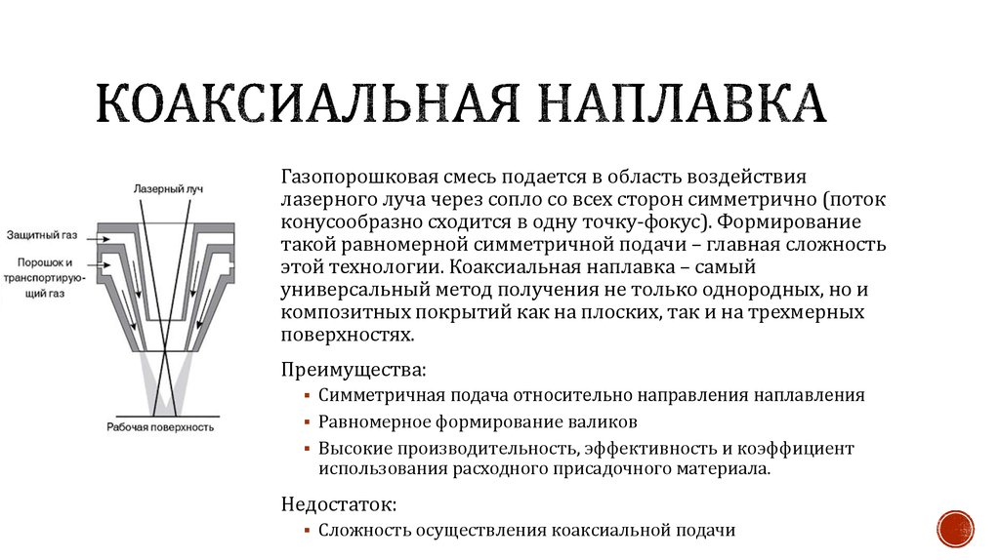 КОАКСИАЛЬНАЯ НАПЛАВКА
Лазерный луч
Защитный газ
Порошок и
транспортирую-
щий газ
Рабочая поверхность
Газопорошковая смесь подается в область воздействия
лазерного луча через сопло со всех сторон симметрично (поток
конусообразно сходится в одну точку-фокус). Формирование
такой равномерной симметричной подачи – главная сложность
этой технологии. Коаксиальная наплавка – самый
универсальный метод получения не только однородных, но и
композитных покрытий как на плоских, так и на трехмерных
поверхностях.
Преимущества:
▪ Симметричная подача относительно направления наплавления
▪ Равномерное формирование валиков
▪ Высокие производительность, эффективность и коэффициент
использования расходного присадочного материала.
Недостаток:
▪ Сложность осуществления коаксиальной подачи